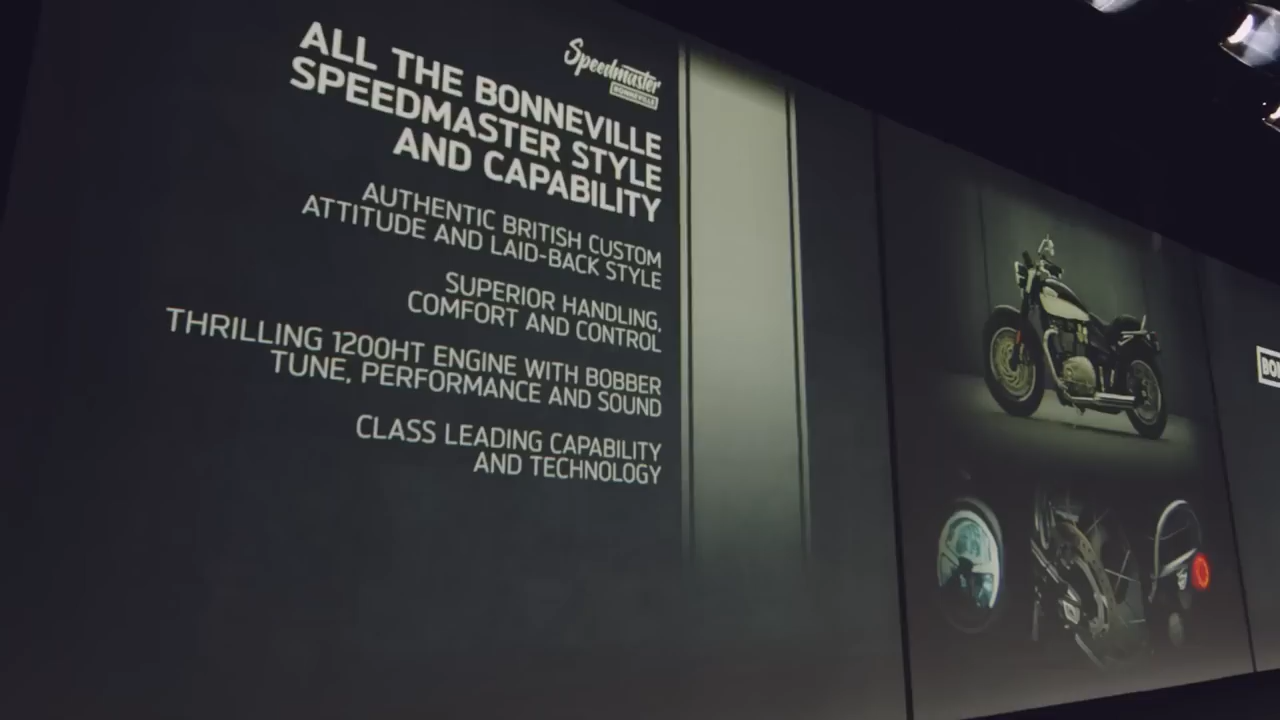 Speedmaster
BONNEVILLE
ALL THE BONNEVILLE
SPEEDMASTER STYLE
AND CAPABILITY
AUTHENTIC BRITISH CUSTOM
ATTITUDE AND LAID-BACK STYLE
SUPERIOR HANDLING,
COMFORT AND CONTROL
THRILLING 1200HT ENGINE WITH BOBBER
TUNE, PERFORMANCE AND SOUND
CLASS LEADING CAPABILITY
AND TECHNOLOGY
BO